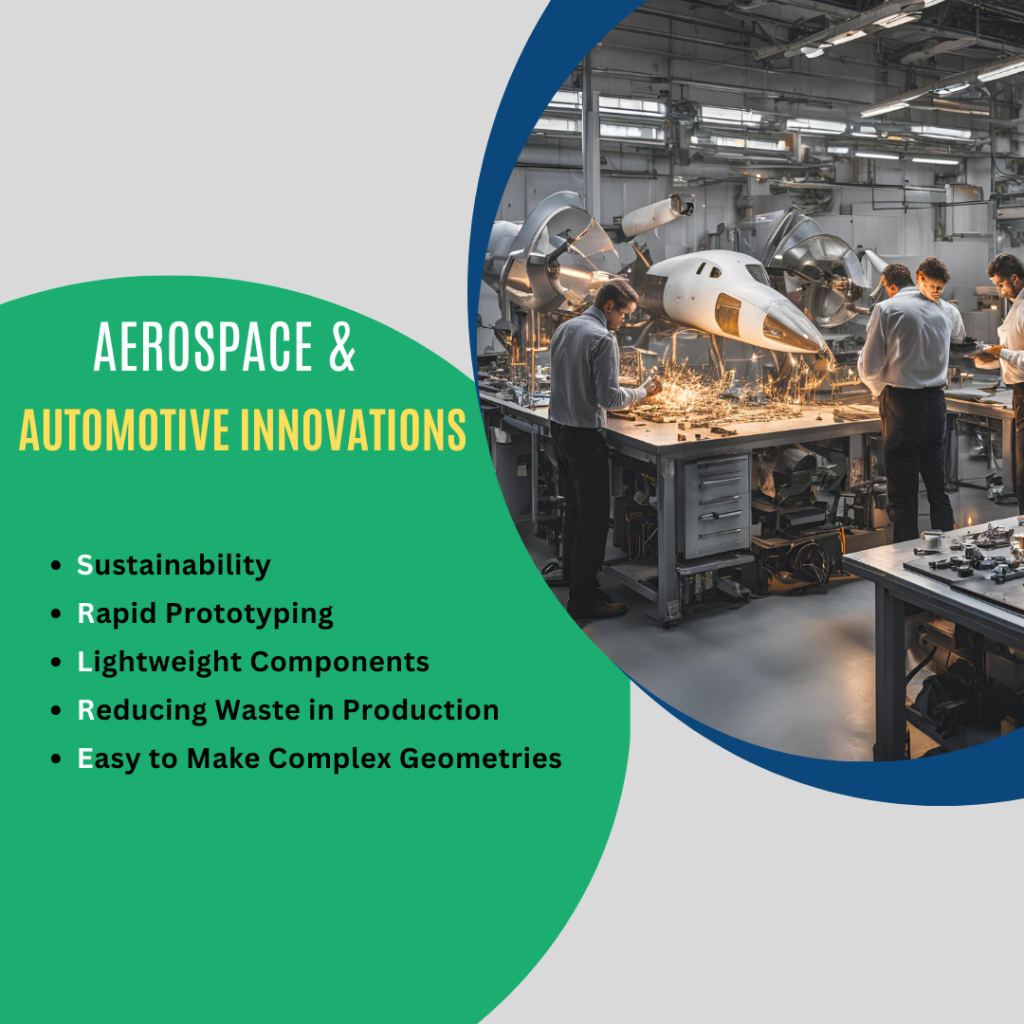 AEROSPACE &
AUTOMOTIVE INNOVATIONS
• Sustainability
• Rapid Prototyping
• Lightweight Components
• Reducing Waste in Production
• Easy to Make Complex Geometries